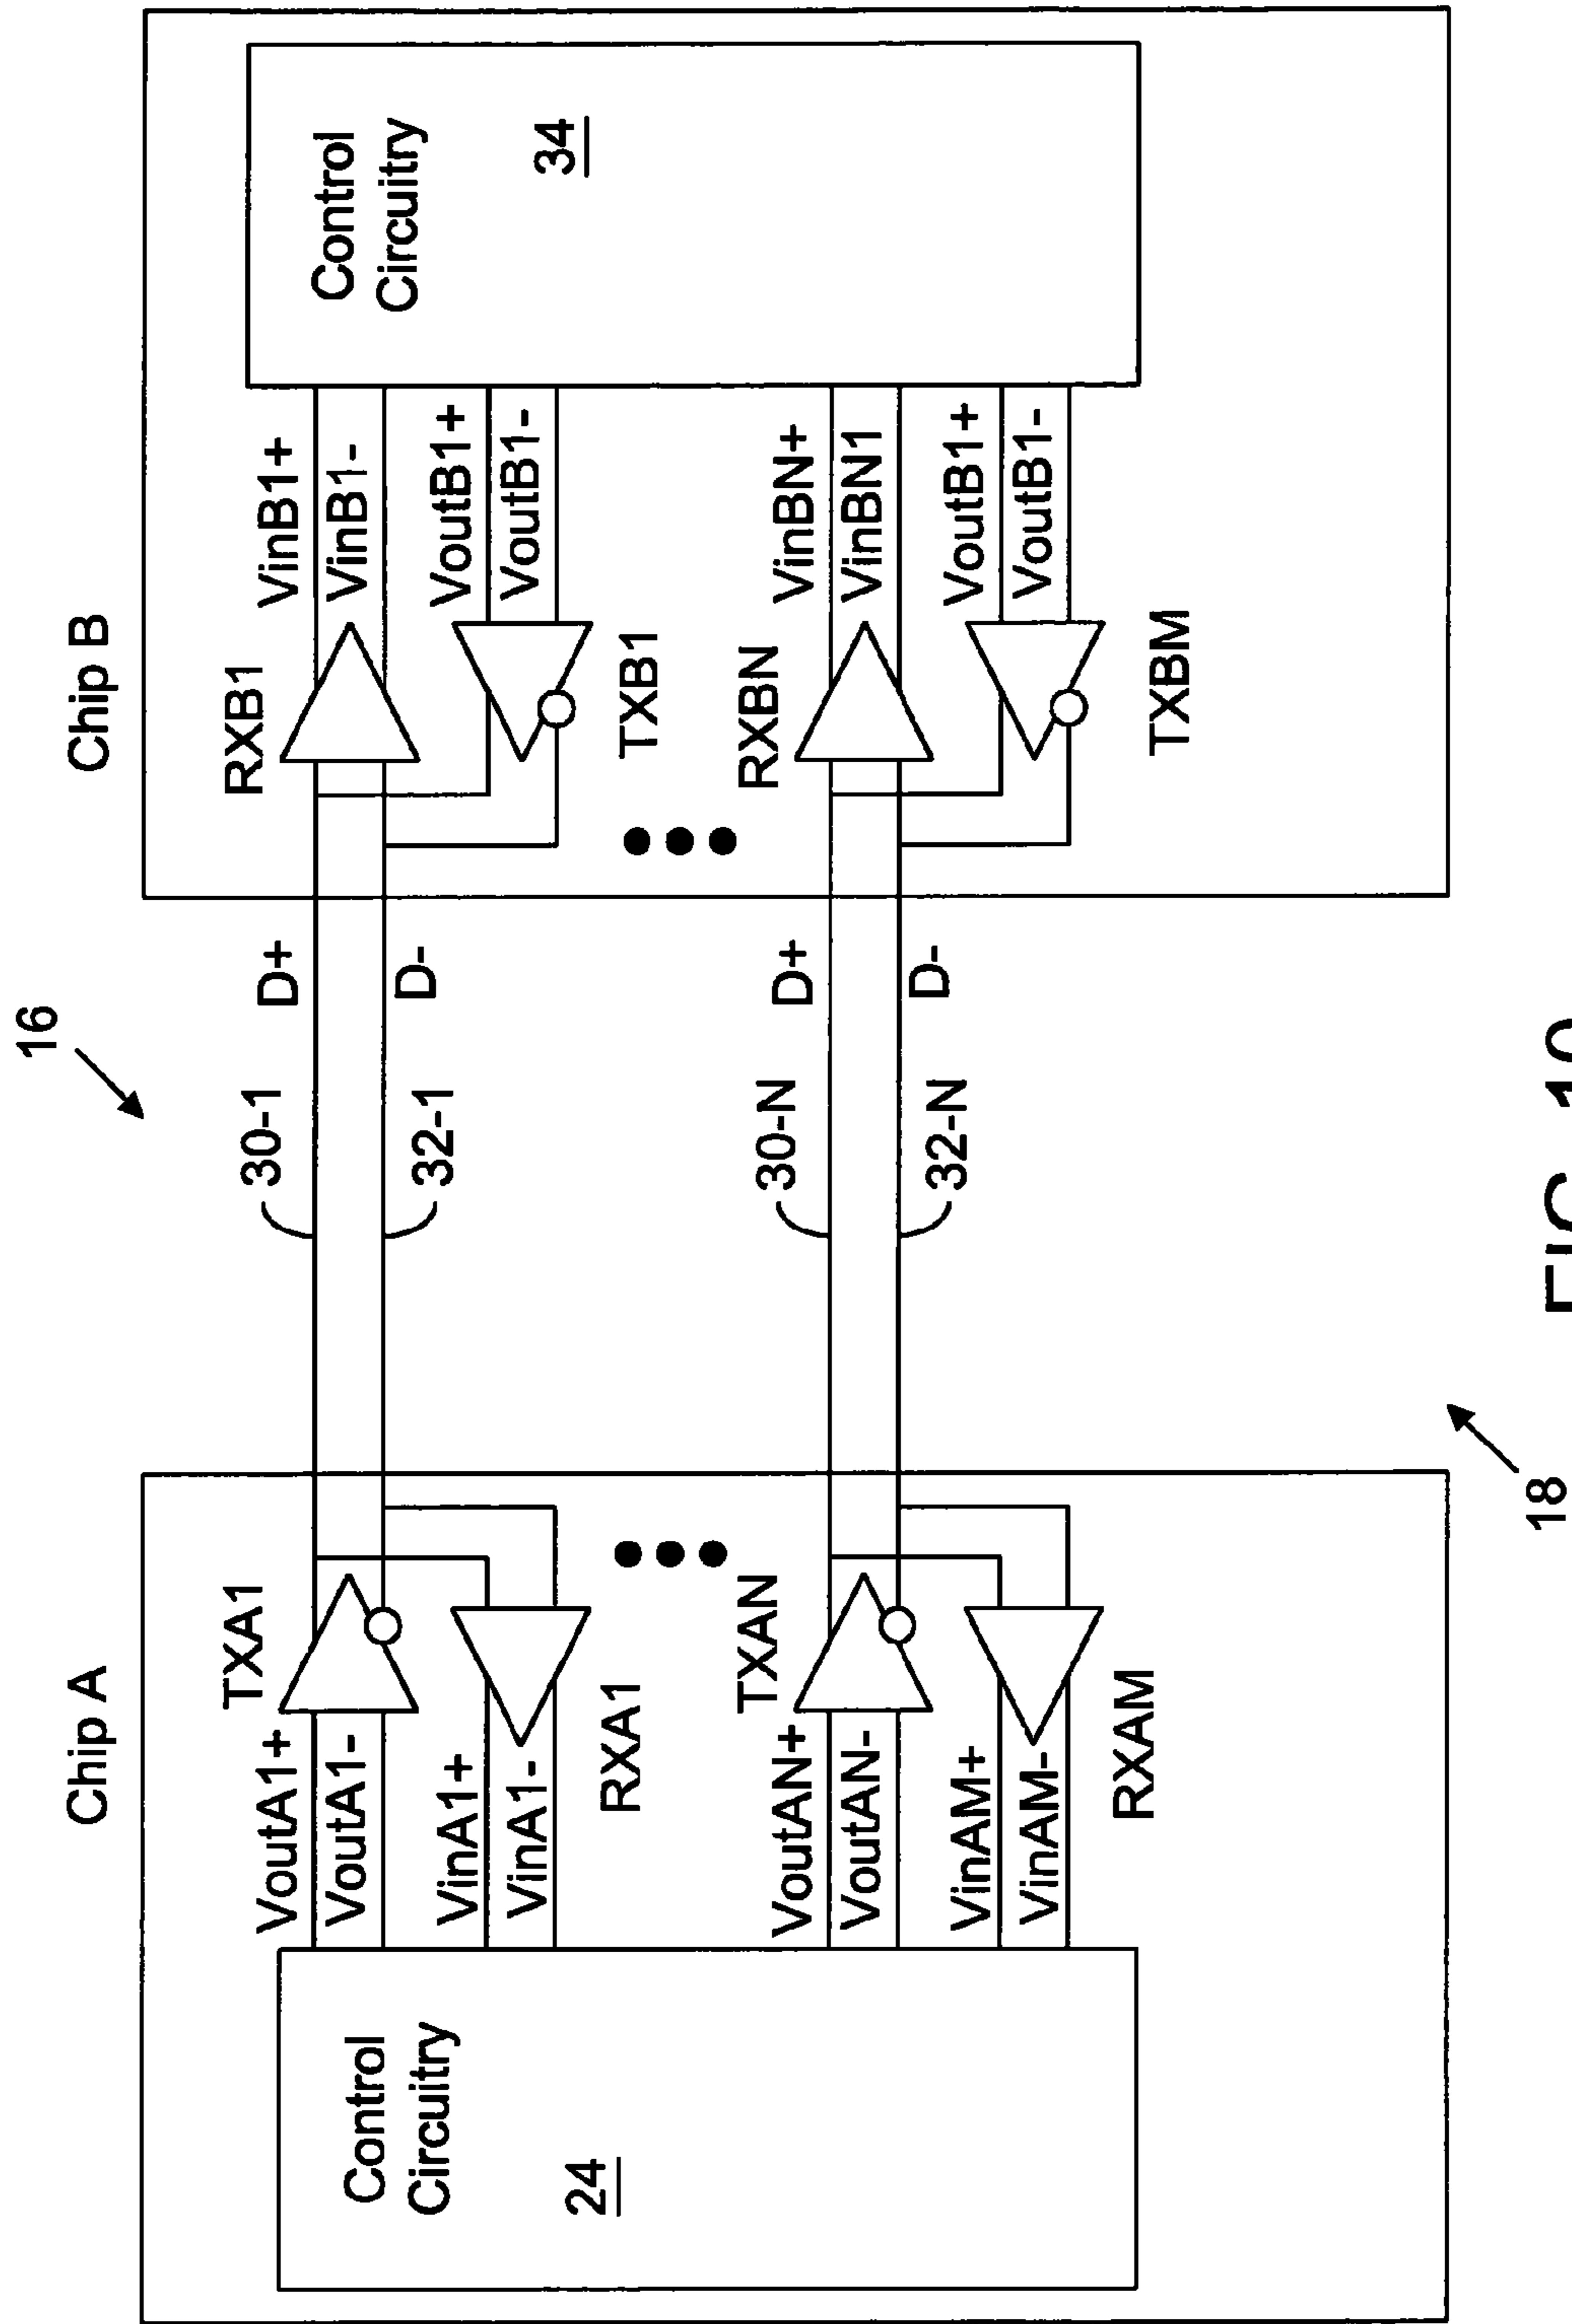 16
Chip A
Chip B
TXA1
VoutA1+
VoutA1-
VinA1+
VinA1-
RXA1
30-1
32-1
D+
D-
RXB1
VinB1+
VinB1-
VoutB1+
VoutB1-
TXB1
Control
Circuitry
24
Control
Circuitry
34
TXAN
VoutAN+
VoutAN-
VinAM+
VinAM-
RXAM
30-N
32-N
D+
D-
RXBN
VinBN+
VinBN1
VoutB1+
VoutB1-
TXBM
18